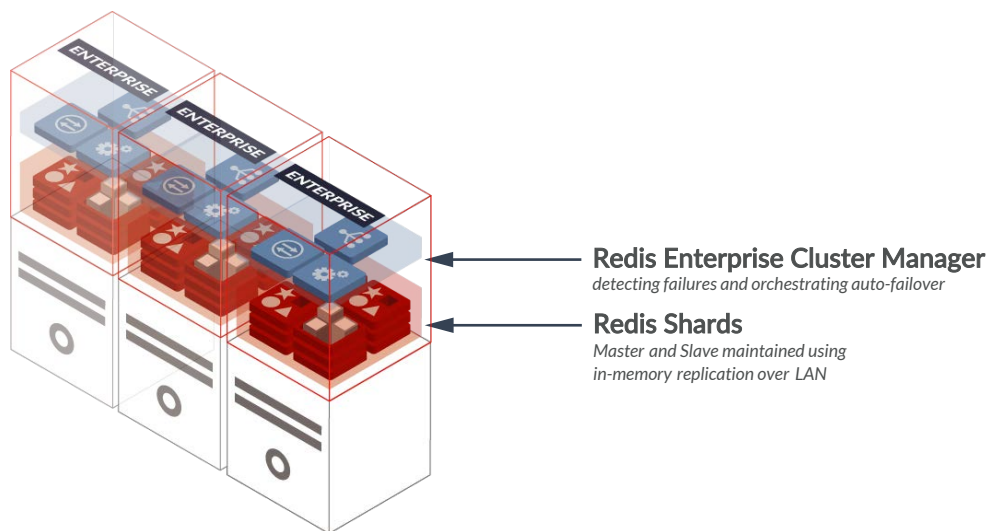 ENTERPRISE
ENTERPRISE
ENTERPRISE
Redis Enterprise Cluster Manager
detecting failures and orchestrating auto-failover
Redis Shards
Master and Slave maintained using
in-memory replication over LAN